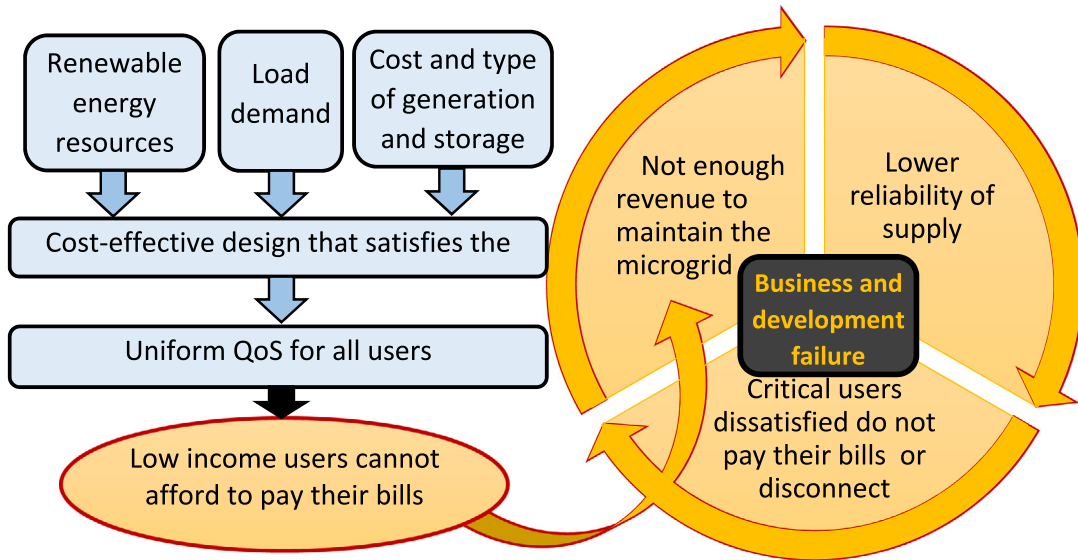 Renewable
energy
resources
Load
demand
Cost and type
of generation
and storage
Cost-effective design that satisfies the
Uniform QoS for all users
Low income users cannot
afford to pay their bills
Not enough
revenue to
maintain the
microgrid
Lower
reliability of
supply
Business and
development
failure
Critical users
dissatisfied do not
pay their bills or
disconnect